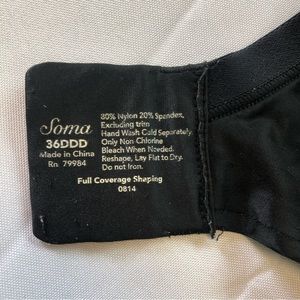 Soma
36DDD
Made in China
Rn 79984
80% Nylon 20% Spandex,
Excluding trim
Hand Wash Cold Separately,
Only Non Chlorine
Bleach When Needed.
Reshape, Lay Flat to Dry.
Do not Iron.
Full Coverage Shaping
0814